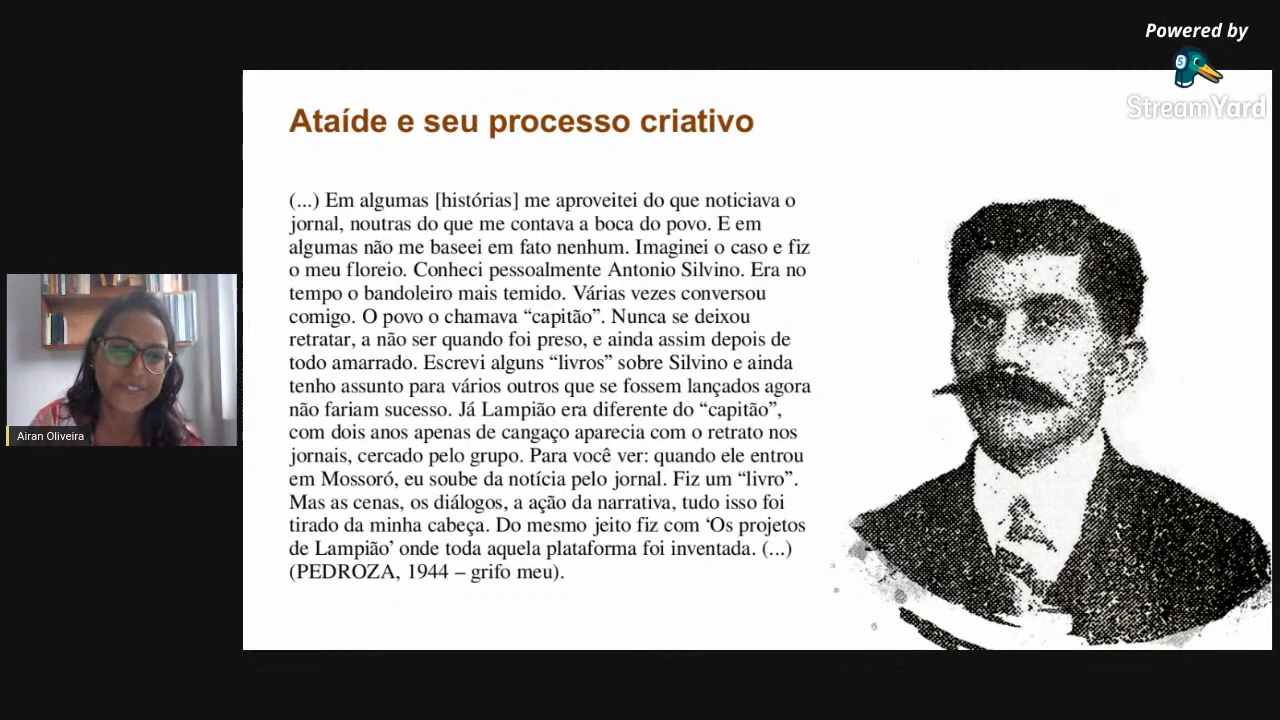 Powered by
StreamYard
Ataíde e seu processo criativo
(...) Em algumas [histórias] me aproveitei do que noticiava o
jornal, noutras do que me contava a boca do povo. E em
algumas não me baseei em fato nenhum. Imaginei o caso e fiz
o meu floreio. Conheci pessoalmente Antonio Silvino. Era no
tempo o bandoleiro mais temido. Várias vezes conversou
comigo. O povo o chamava “capitão”. Nunca se deixou
retratar, a não ser quando foi preso, e ainda assim depois de
todo amarrado. Escrevi alguns “livros” sobre Silvino e ainda
tenho assunto para vários outros que se fossem lançados agora
não fariam sucesso. Já Lampião era diferente do “capitão”,
com dois anos apenas de cangaço aparecia com o retrato nos
jornais, cercado pelo grupo. Para você ver: quando ele entrou
em Mossoró, eu soube da notícia pelo jornal. Fiz um “livro”.
Mas as cenas, os diálogos, a ação da narrativa, tudo isso foi
tirado da minha cabeça. Do mesmo jeito fiz com ‘Os projetos
de Lampião’ onde toda aquela plataforma foi inventada. (...)
(PEDROZA, 1944 – grifo meu).
Airan Oliveira